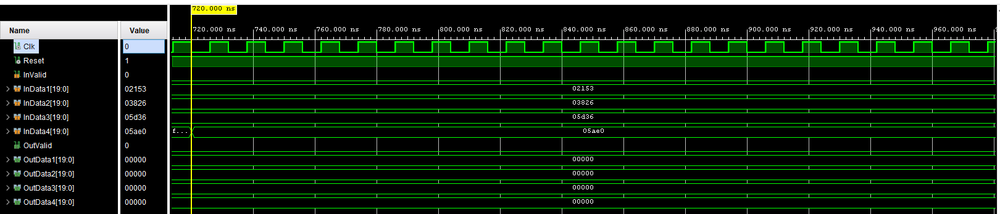 720.000 ns
Name Value 720.000 ns 740.000 ns 760.000 ns 780.000 ns 800.000 ns 820.000 ns 840.000 ns 860.000 ns 880.000 ns 900.000 ns 920.000 ns 940.000 ns 960.000 ns
Clk 0
Reset 1
InValid 0
InData1[19:0] 02153 02153
InData2[19:0] 03826 03826
InData3[19:0] 05d36 05d36
InData4[19:0] 05ae0 f... 05ae0
OutValid 0
OutData1[19:0] 00000 00000
OutData2[19:0] 00000 00000
OutData3[19:0] 00000 00000
OutData4[19:0] 00000 00000